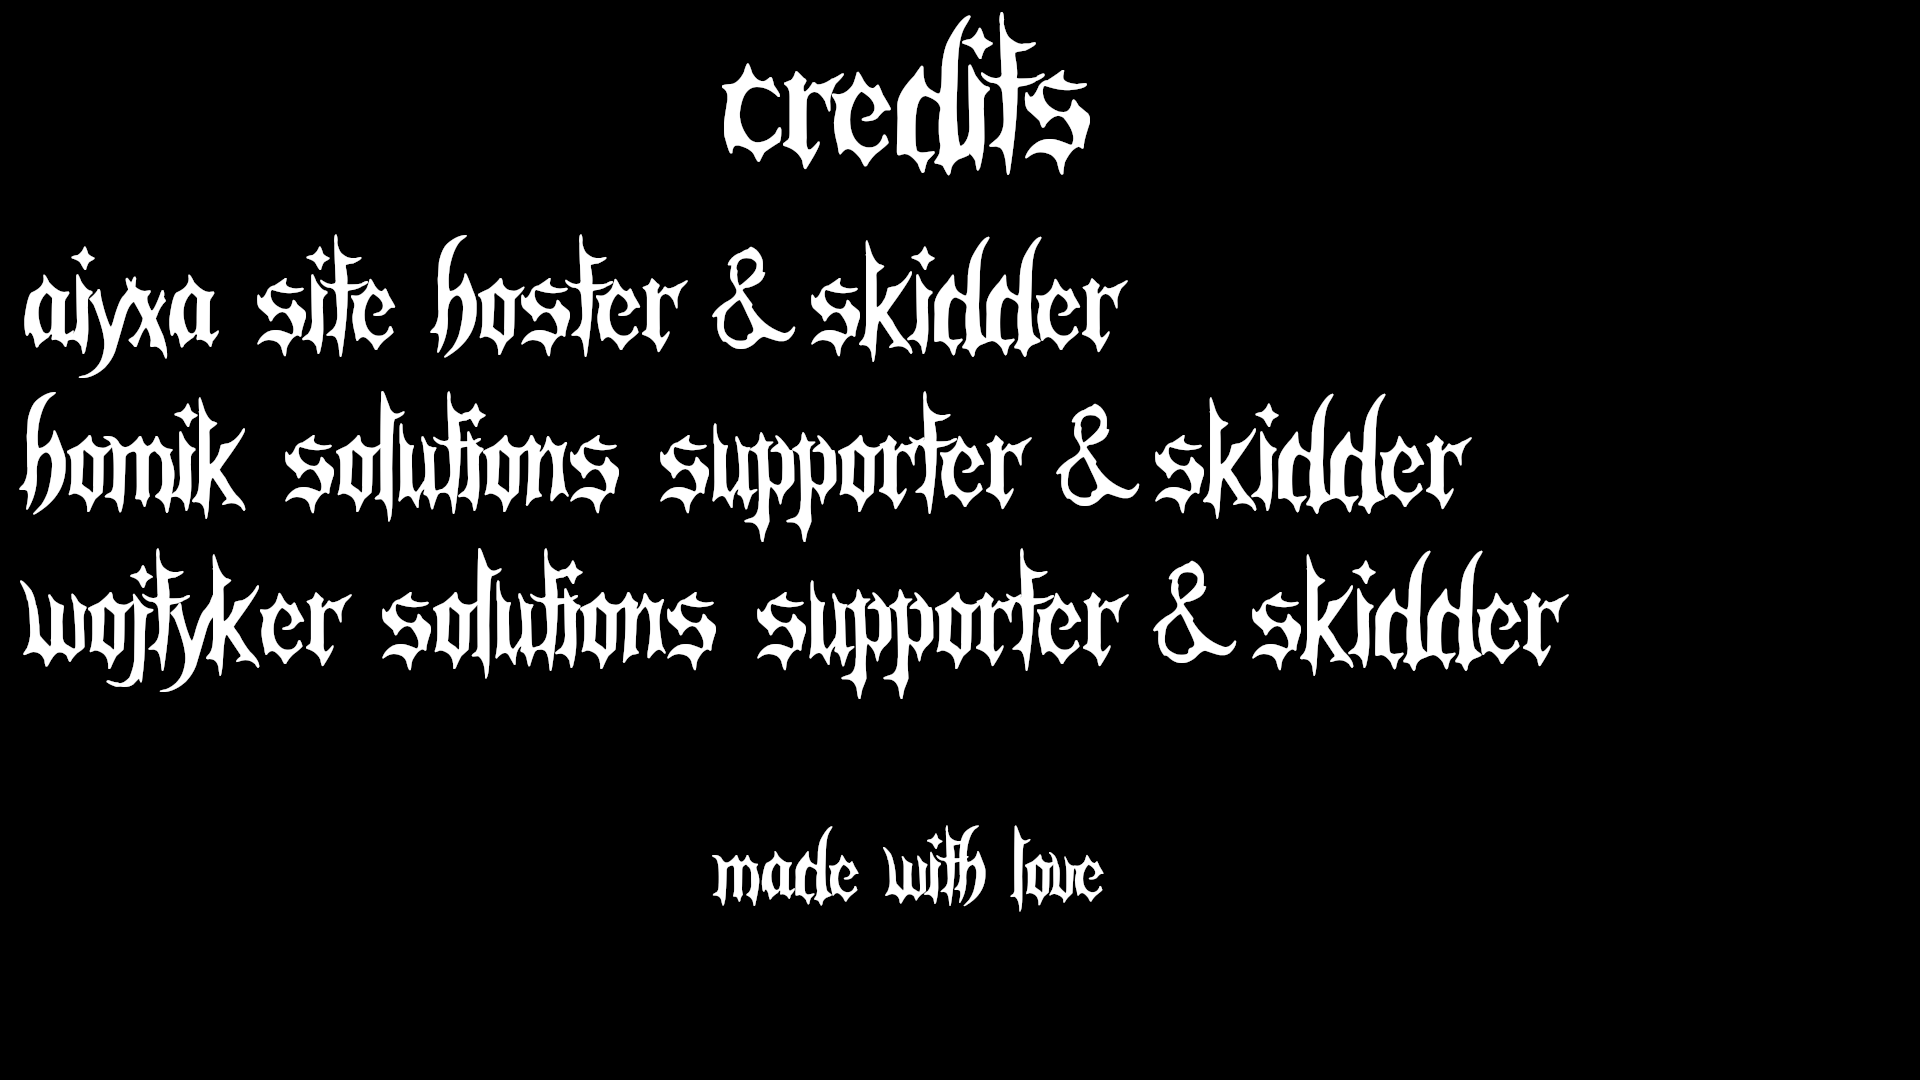 credits
aiyxa site hoster & skidder
homik solutions supporter & skidder
wojtyker solutions supporter & skidder
made with love